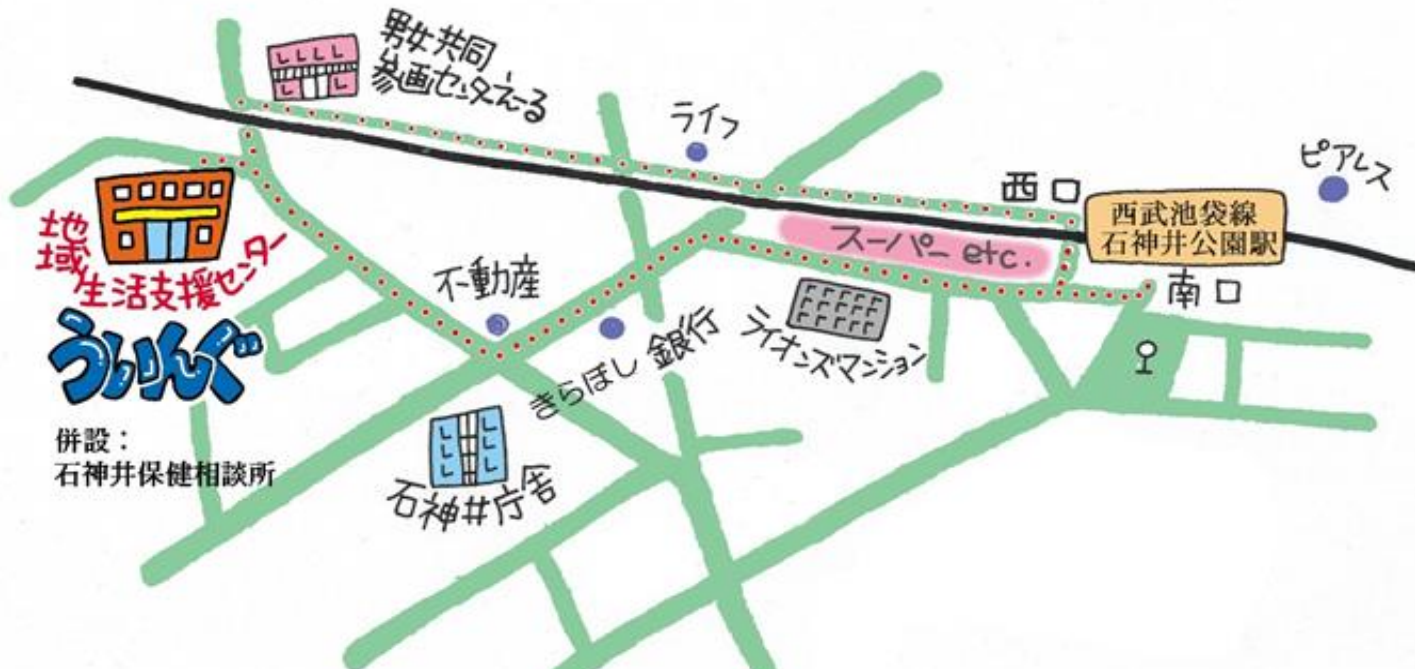 男女共同
参画センターえーる
ライフ
ピアレス
西口
西武池袋線
石神井公園駅
スーパー etc.
南口
地域
生活支援センター
不動産
ライオンズマンション
きらぼし銀行
ういんぐ
併設：
石神井保健相談所
石神井庁舎